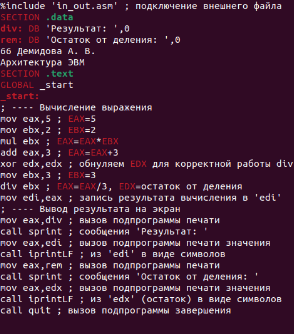 %include 'in_out.asm' ; подключение внешнего файла
SECTION .data
div: DB 'Результат: ',0
rem: DB 'Остаток от деления: ',0
66 Демидова А. В.
Архитектура ЭВМ
SECTION .text
GLOBAL _start
_start:
; ---- Вычисление выражения
mov eax,5 ; EAX=5
mov ebx,2 ; EBX=2
mul ebx ; EAX=EAX*EBX
add eax,3 ; EAX=EAX+3
xor edx,edx ; обнуляем EDX для корректной работы div
mov ebx,3 ; EBX=3
div ebx ; EAX=EAX/3, EDX=остаток от деления
mov edi,eax ; запись результата вычисления в 'edi'
; ---- Вывод результата на экран
mov eax,div ; вызов подпрограммы печати
call sprint ; сообщения 'Результат: '
mov eax,edi ; вызов подпрограммы печати значения
call iprintLF ; из 'edi' в виде символов
mov eax,rem ; вызов подпрограммы печати
call sprint ; сообщения 'Остаток от деления: '
mov eax,edx ; вызов подпрограммы печати значения
call iprintLF ; из 'edx' (остаток) в виде символов
call quit ; вызов подпрограммы завершения